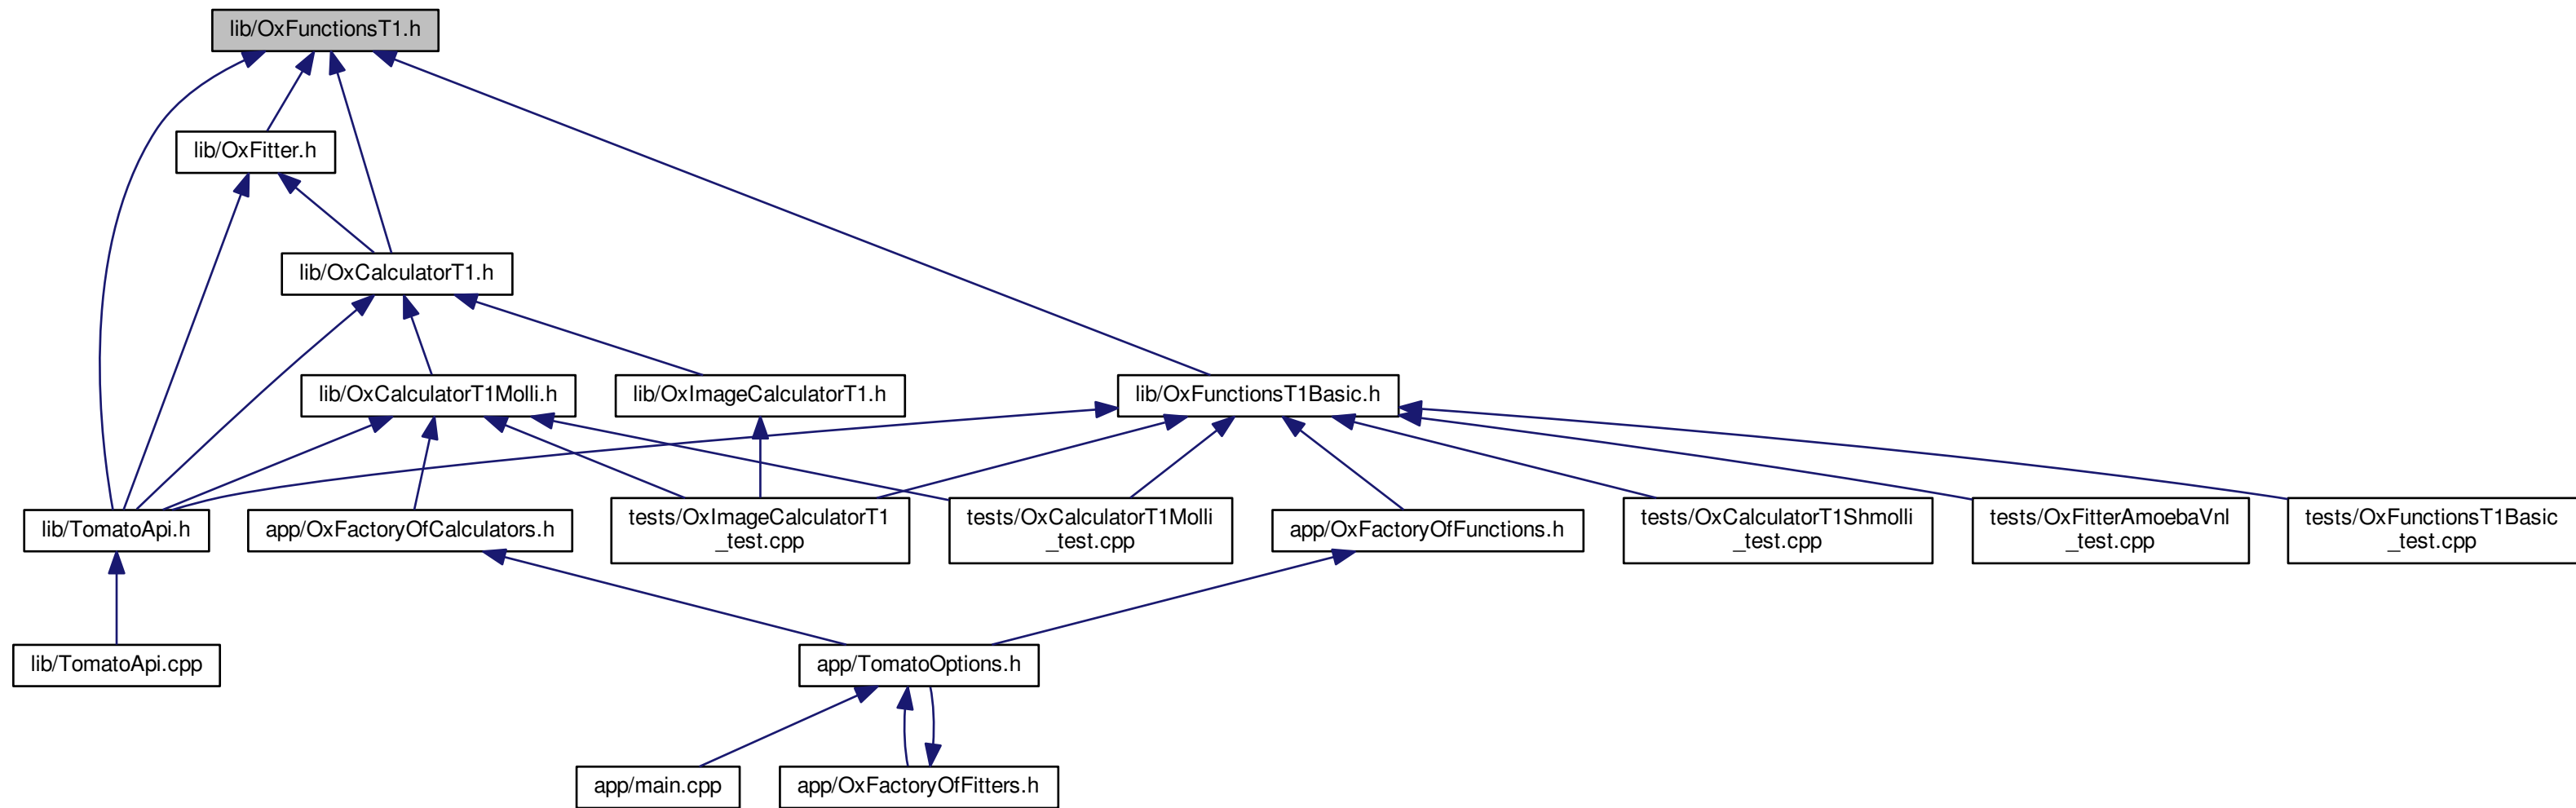 lib/OxFunctionsT1.h
lib/OxFitter.h
lib/OxCalculatorT1.h
lib/OxCalculatorT1Molli.h
lib/OxImageCalculatorT1.h
lib/OxFunctionsT1Basic.h
lib/TomatoApi.h
app/OxFactoryOfCalculators.h
tests/OxImageCalculatorT1
_test.cpp
tests/OxCalculatorT1Molli
_test.cpp
app/OxFactoryOfFunctions.h
tests/OxCalculatorT1Shmolli
_test.cpp
tests/OxFitterAmoebaVnl
_test.cpp
tests/OxFunctionsT1Basic
_test.cpp
lib/TomatoApi.cpp
app/TomatoOptions.h
app/main.cpp
app/OxFactoryOfFitters.h